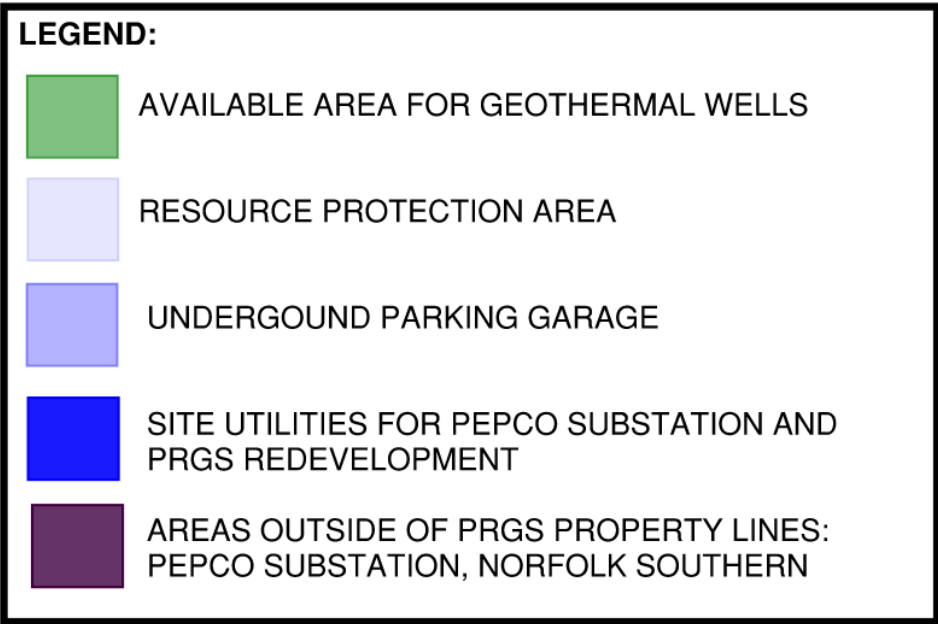 LEGEND:
AVAILABLE AREA FOR GEOTHERMAL WELLS
RESOURCE PROTECTION AREA
UNDERGOUND PARKING GARAGE
SITE UTILITIES FOR PEPCO SUBSTATION AND
PRGS REDEVELOPMENT
AREAS OUTSIDE OF PRGS PROPERTY LINES:
PEPCO SUBSTATION, NORFOLK SOUTHERN